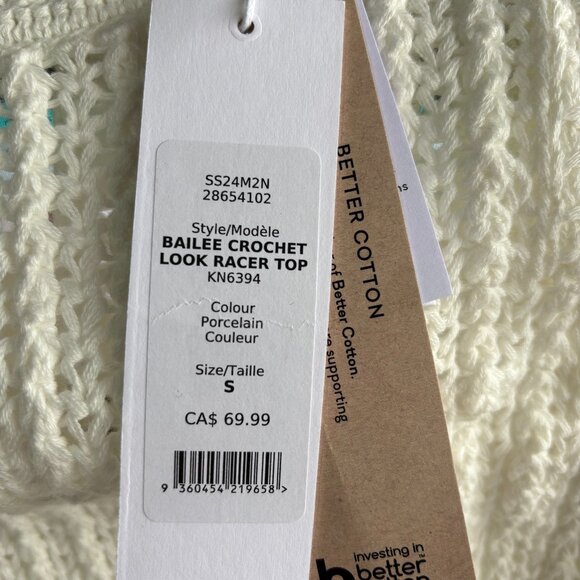 SS24M2N
28654102
Style/Modèle
BAILEE CROCHET
LOOK RACER TOP
KN6394
Colour
Porcelain
Couleur
Size/Taille
S
CA$ 69.99
9 360454 219658 >
BETTER COTTON
of Better Cotton.
supporting
investing in
better